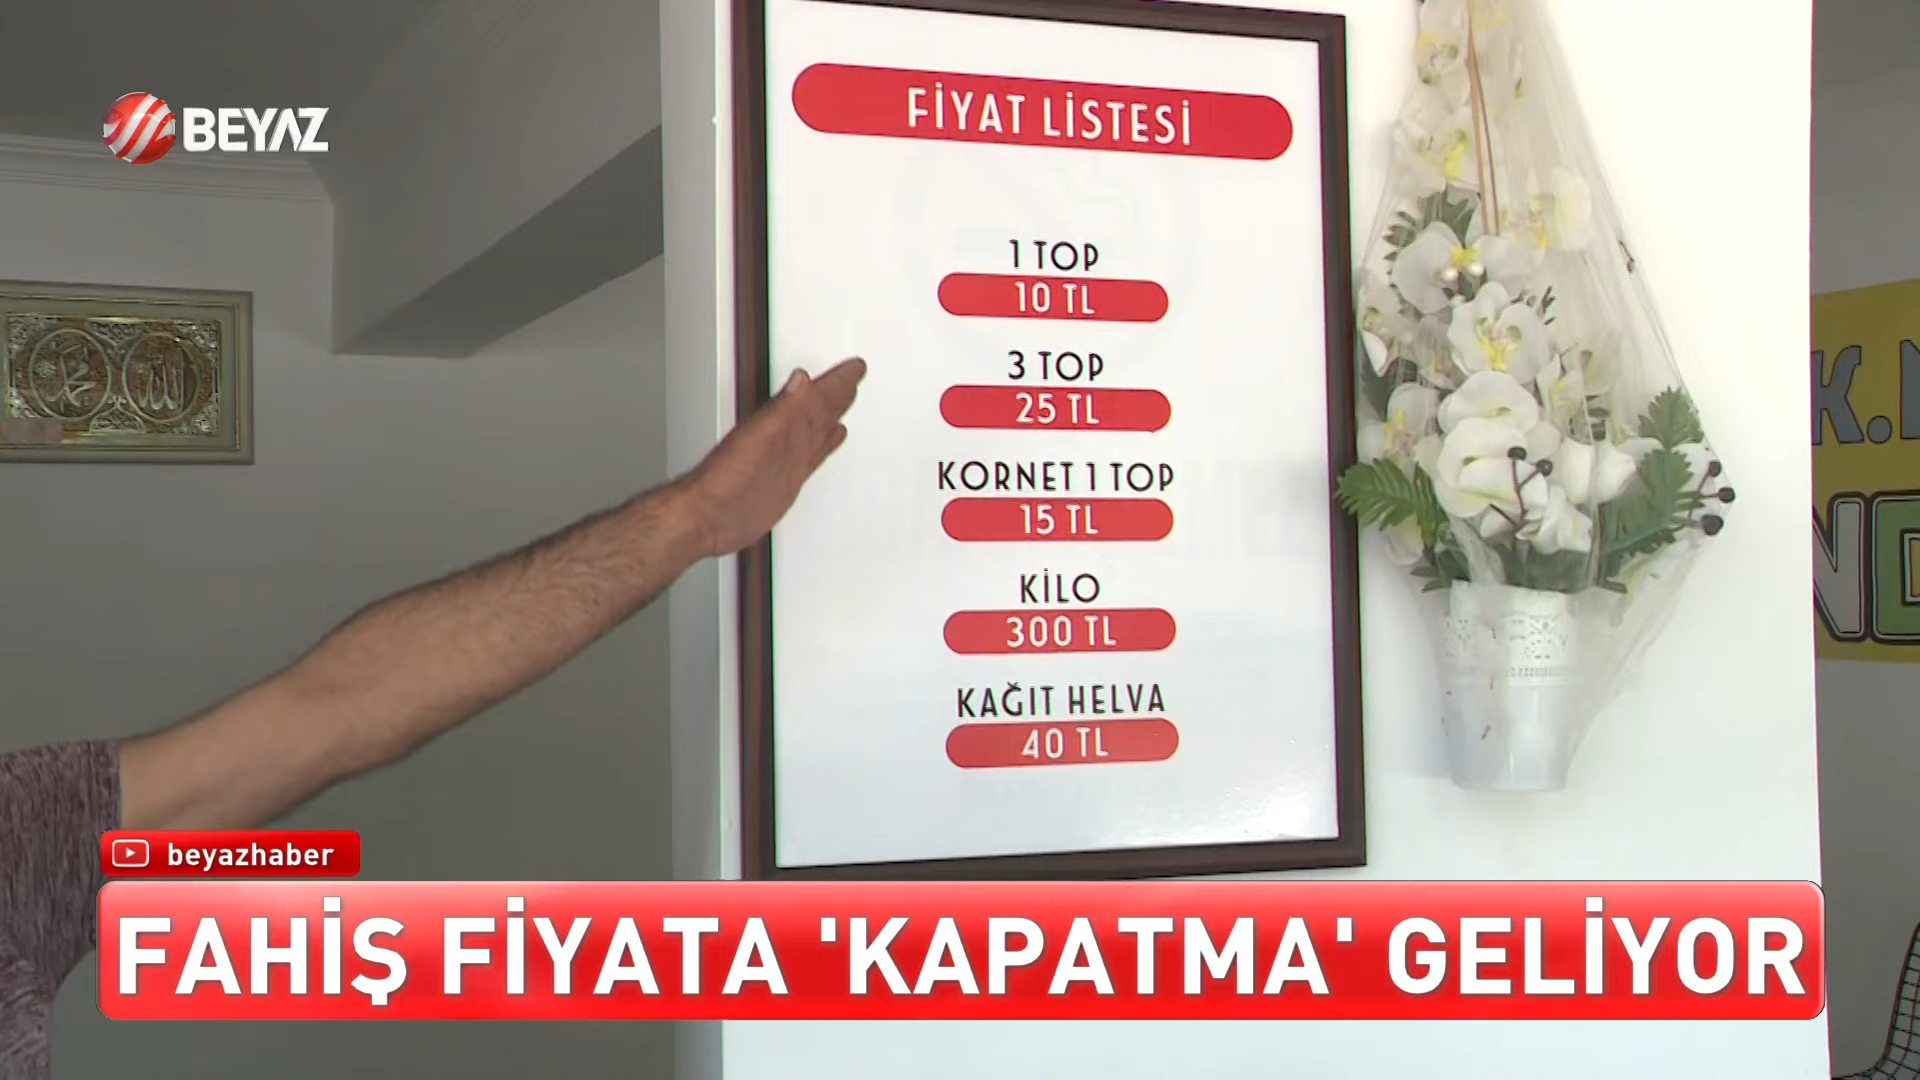 BEYAZ
FİYAT LİSTESİ
1 TOP
10 TL
3 TOP
25 TL
KORNET 1 TOP
15 TL
KİLO
300 TL
KAĞIT HELVA
40 TL
beyazhaber
FAHİŞ FİYATA 'KAPATMA' GELİYOR